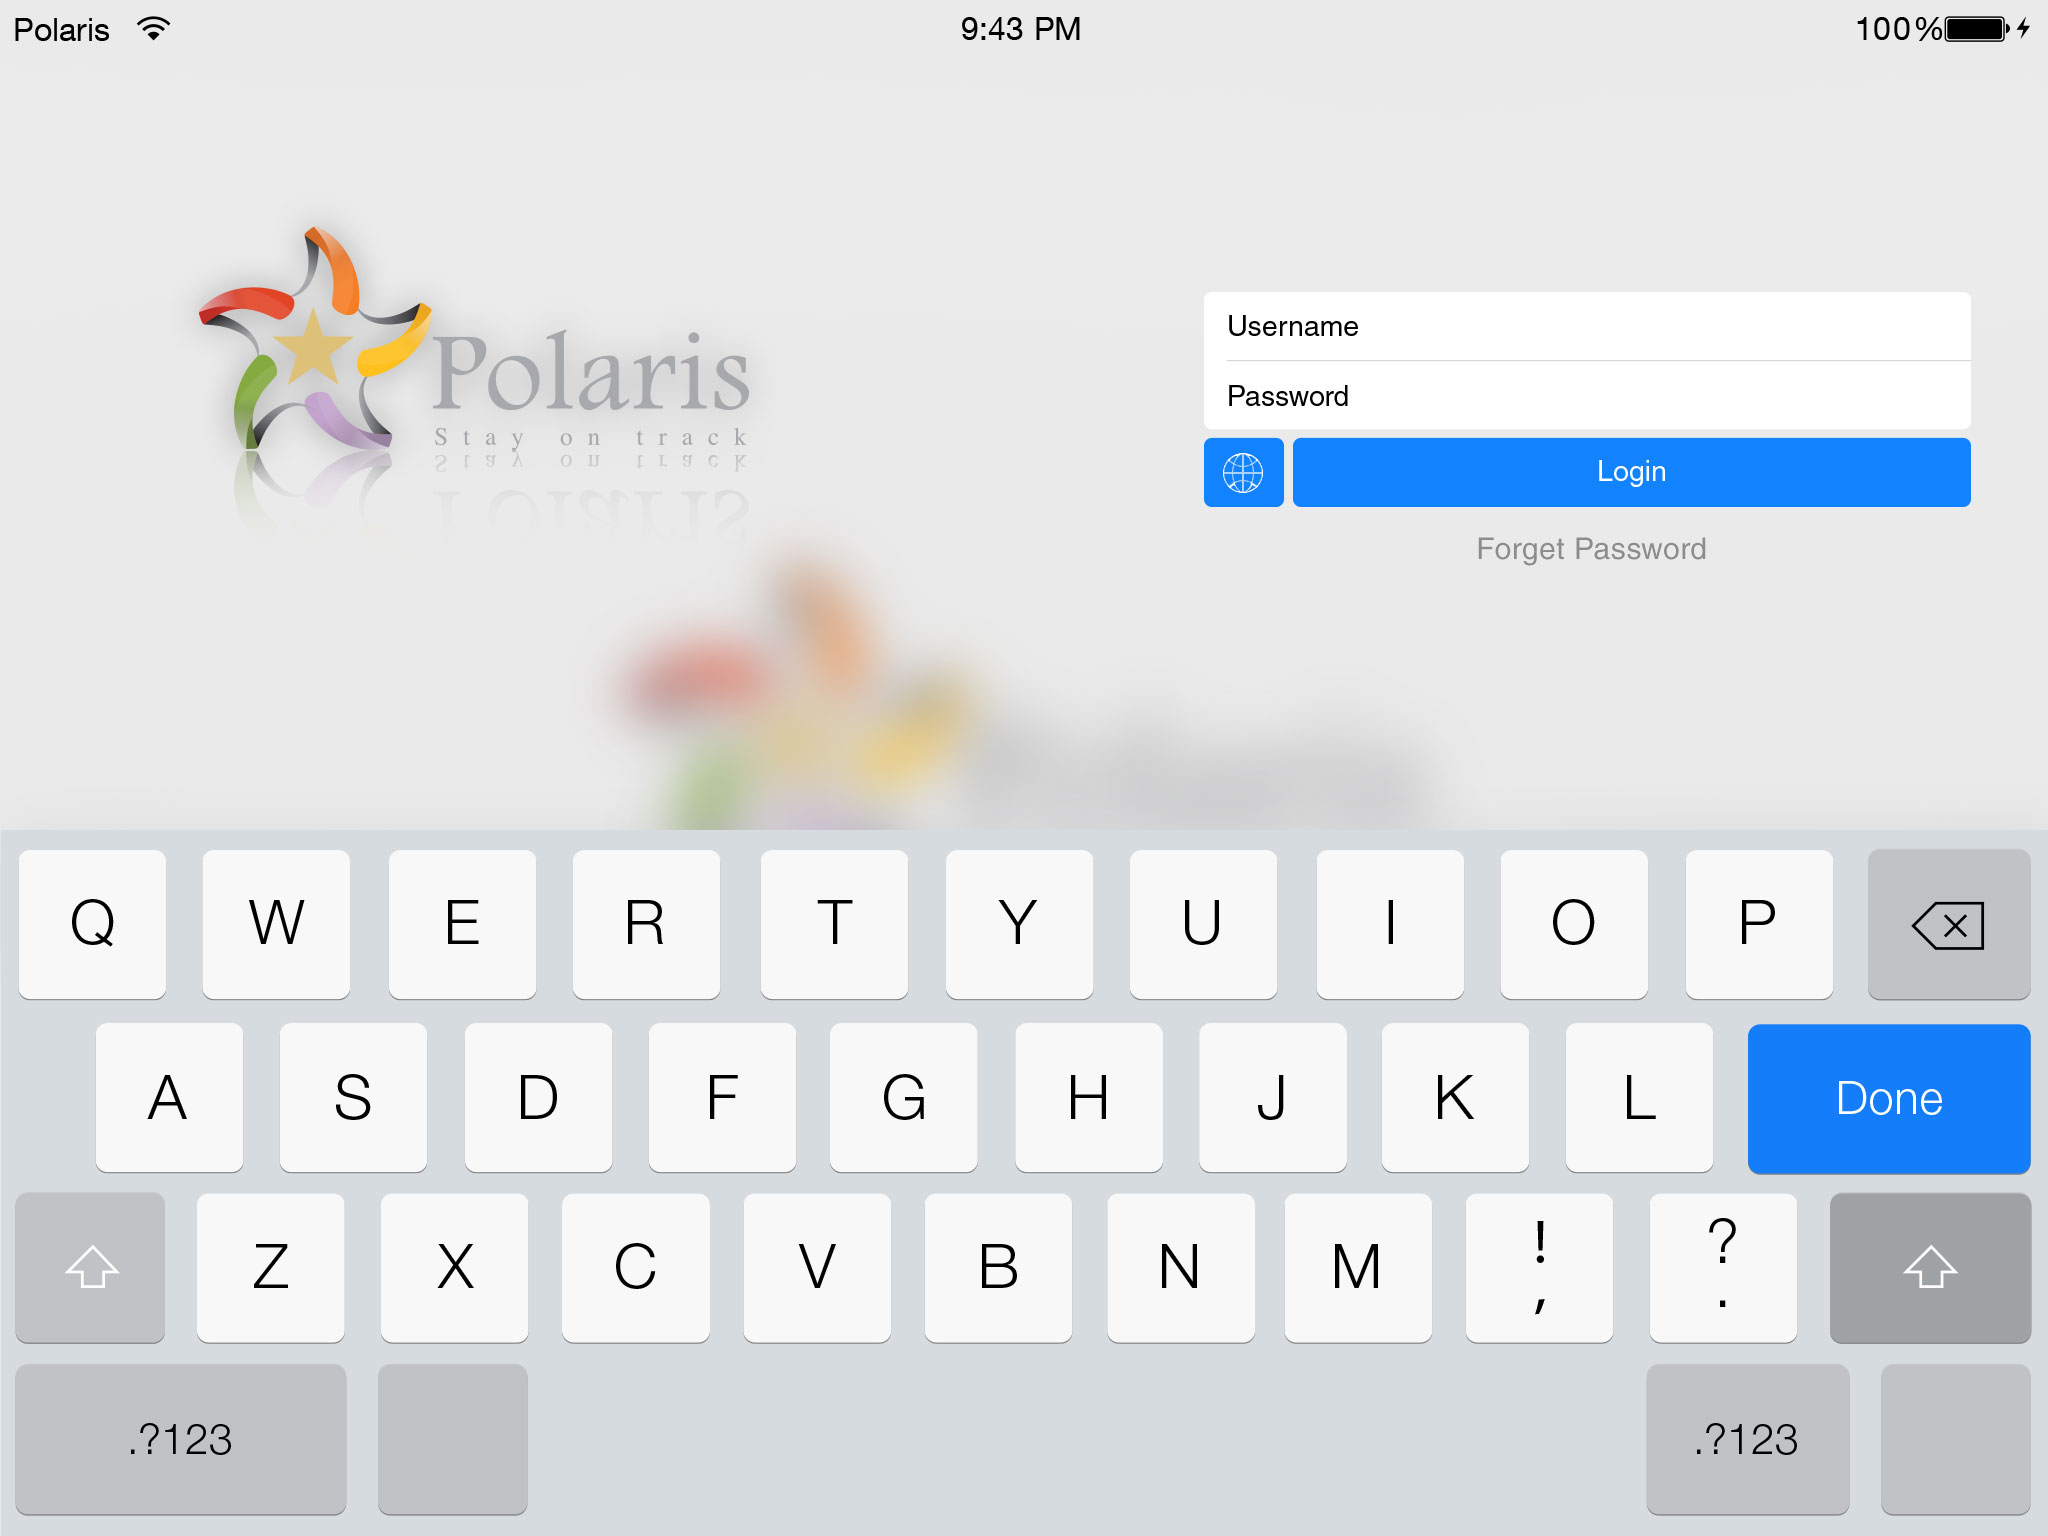 Polaris 9:43 PM 100%
Polaris
Stay on track
Username
Password
Login
Forget Password
Q W E R T Y U I O P
A S D F G H J K L Done
Z X C V B N M ! ?
, .
.?123 .?123